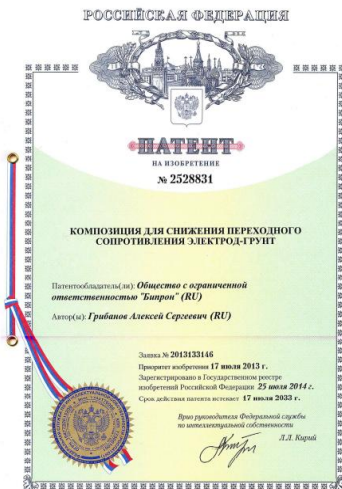 РОССИЙСКАЯ ФЕДЕРАЦИЯ
ПАТЕНТ
НА ИЗОБРЕТЕНИЕ
№ 2528831
КОМПОЗИЦИЯ ДЛЯ СНИЖЕНИЯ ПЕРЕХОДНОГО
СОПРОТИВЛЕНИЯ ЭЛЕКТРОД-ГРУНТ
Патентообладатель(ли): Общество с ограниченной
ответственностью "Бипрон" (RU)
Автор(ы): Грибанов Алексей Сергеевич (RU)
Заявка № 2013133146
Приоритет изобретения 17 июля 2013 г.
Зарегистрировано в Государственном реестре
изобретений Российской Федерации 25 июля 2014 г.
Срок действия патента истекает 17 июля 2033 г.
Врио руководителя Федеральной службы
по интеллектуальной собственности
Л.Л. Кирий